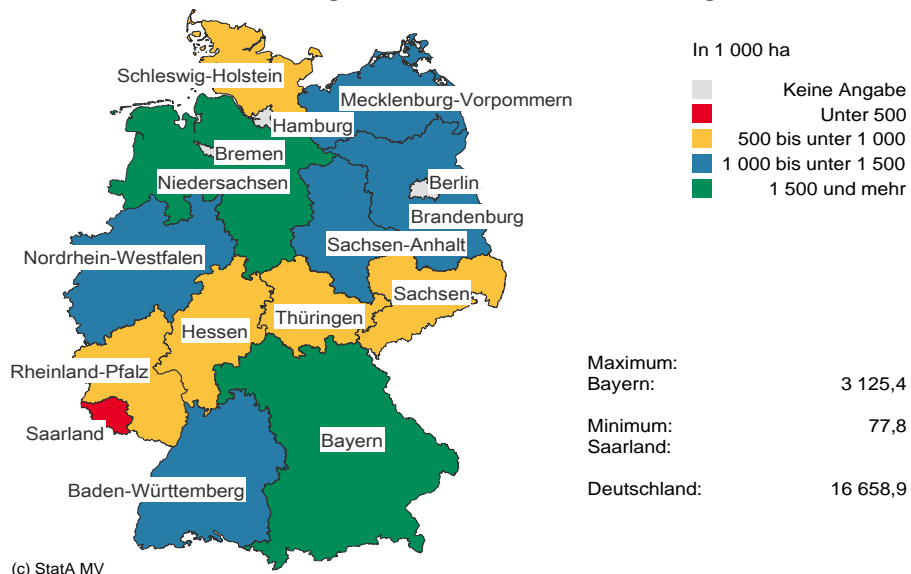 In 1 000 ha
Keine Angabe
Unter 500
500 bis unter 1 000
1 000 bis unter 1 500
1 500 und mehr
Schleswig-Holstein
Mecklenburg-Vorpommern
Hamburg
Bremen
Niedersachsen
Berlin
Brandenburg
Sachsen-Anhalt
Nordrhein-Westfalen
Sachsen
Thüringen
Hessen
Rheinland-Pfalz
Saarland
Bayern
Baden-Württemberg
Maximum:
Bayern: 3 125,4
Minimum: 77,8
Saarland:
Deutschland: 16 658,9
(c) StatA MV